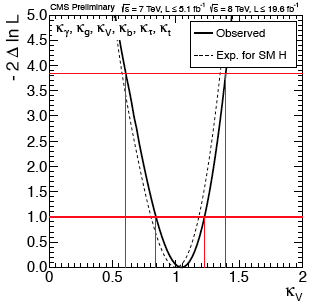 CMS Preliminary √s = 7 TeV, L ≤ 5.1 fb⁻¹ √s = 8 TeV, L ≤ 19.6 fb⁻¹
κγ, κg, κV, κb, κτ, κt
Observed
Exp. for SM H
- 2 Δ ln L
5.0
4.5
4.0
3.5
3.0
2.5
2.0
1.5
1.0
0.5
0.0
0 0.5 1 1.5 2
κV